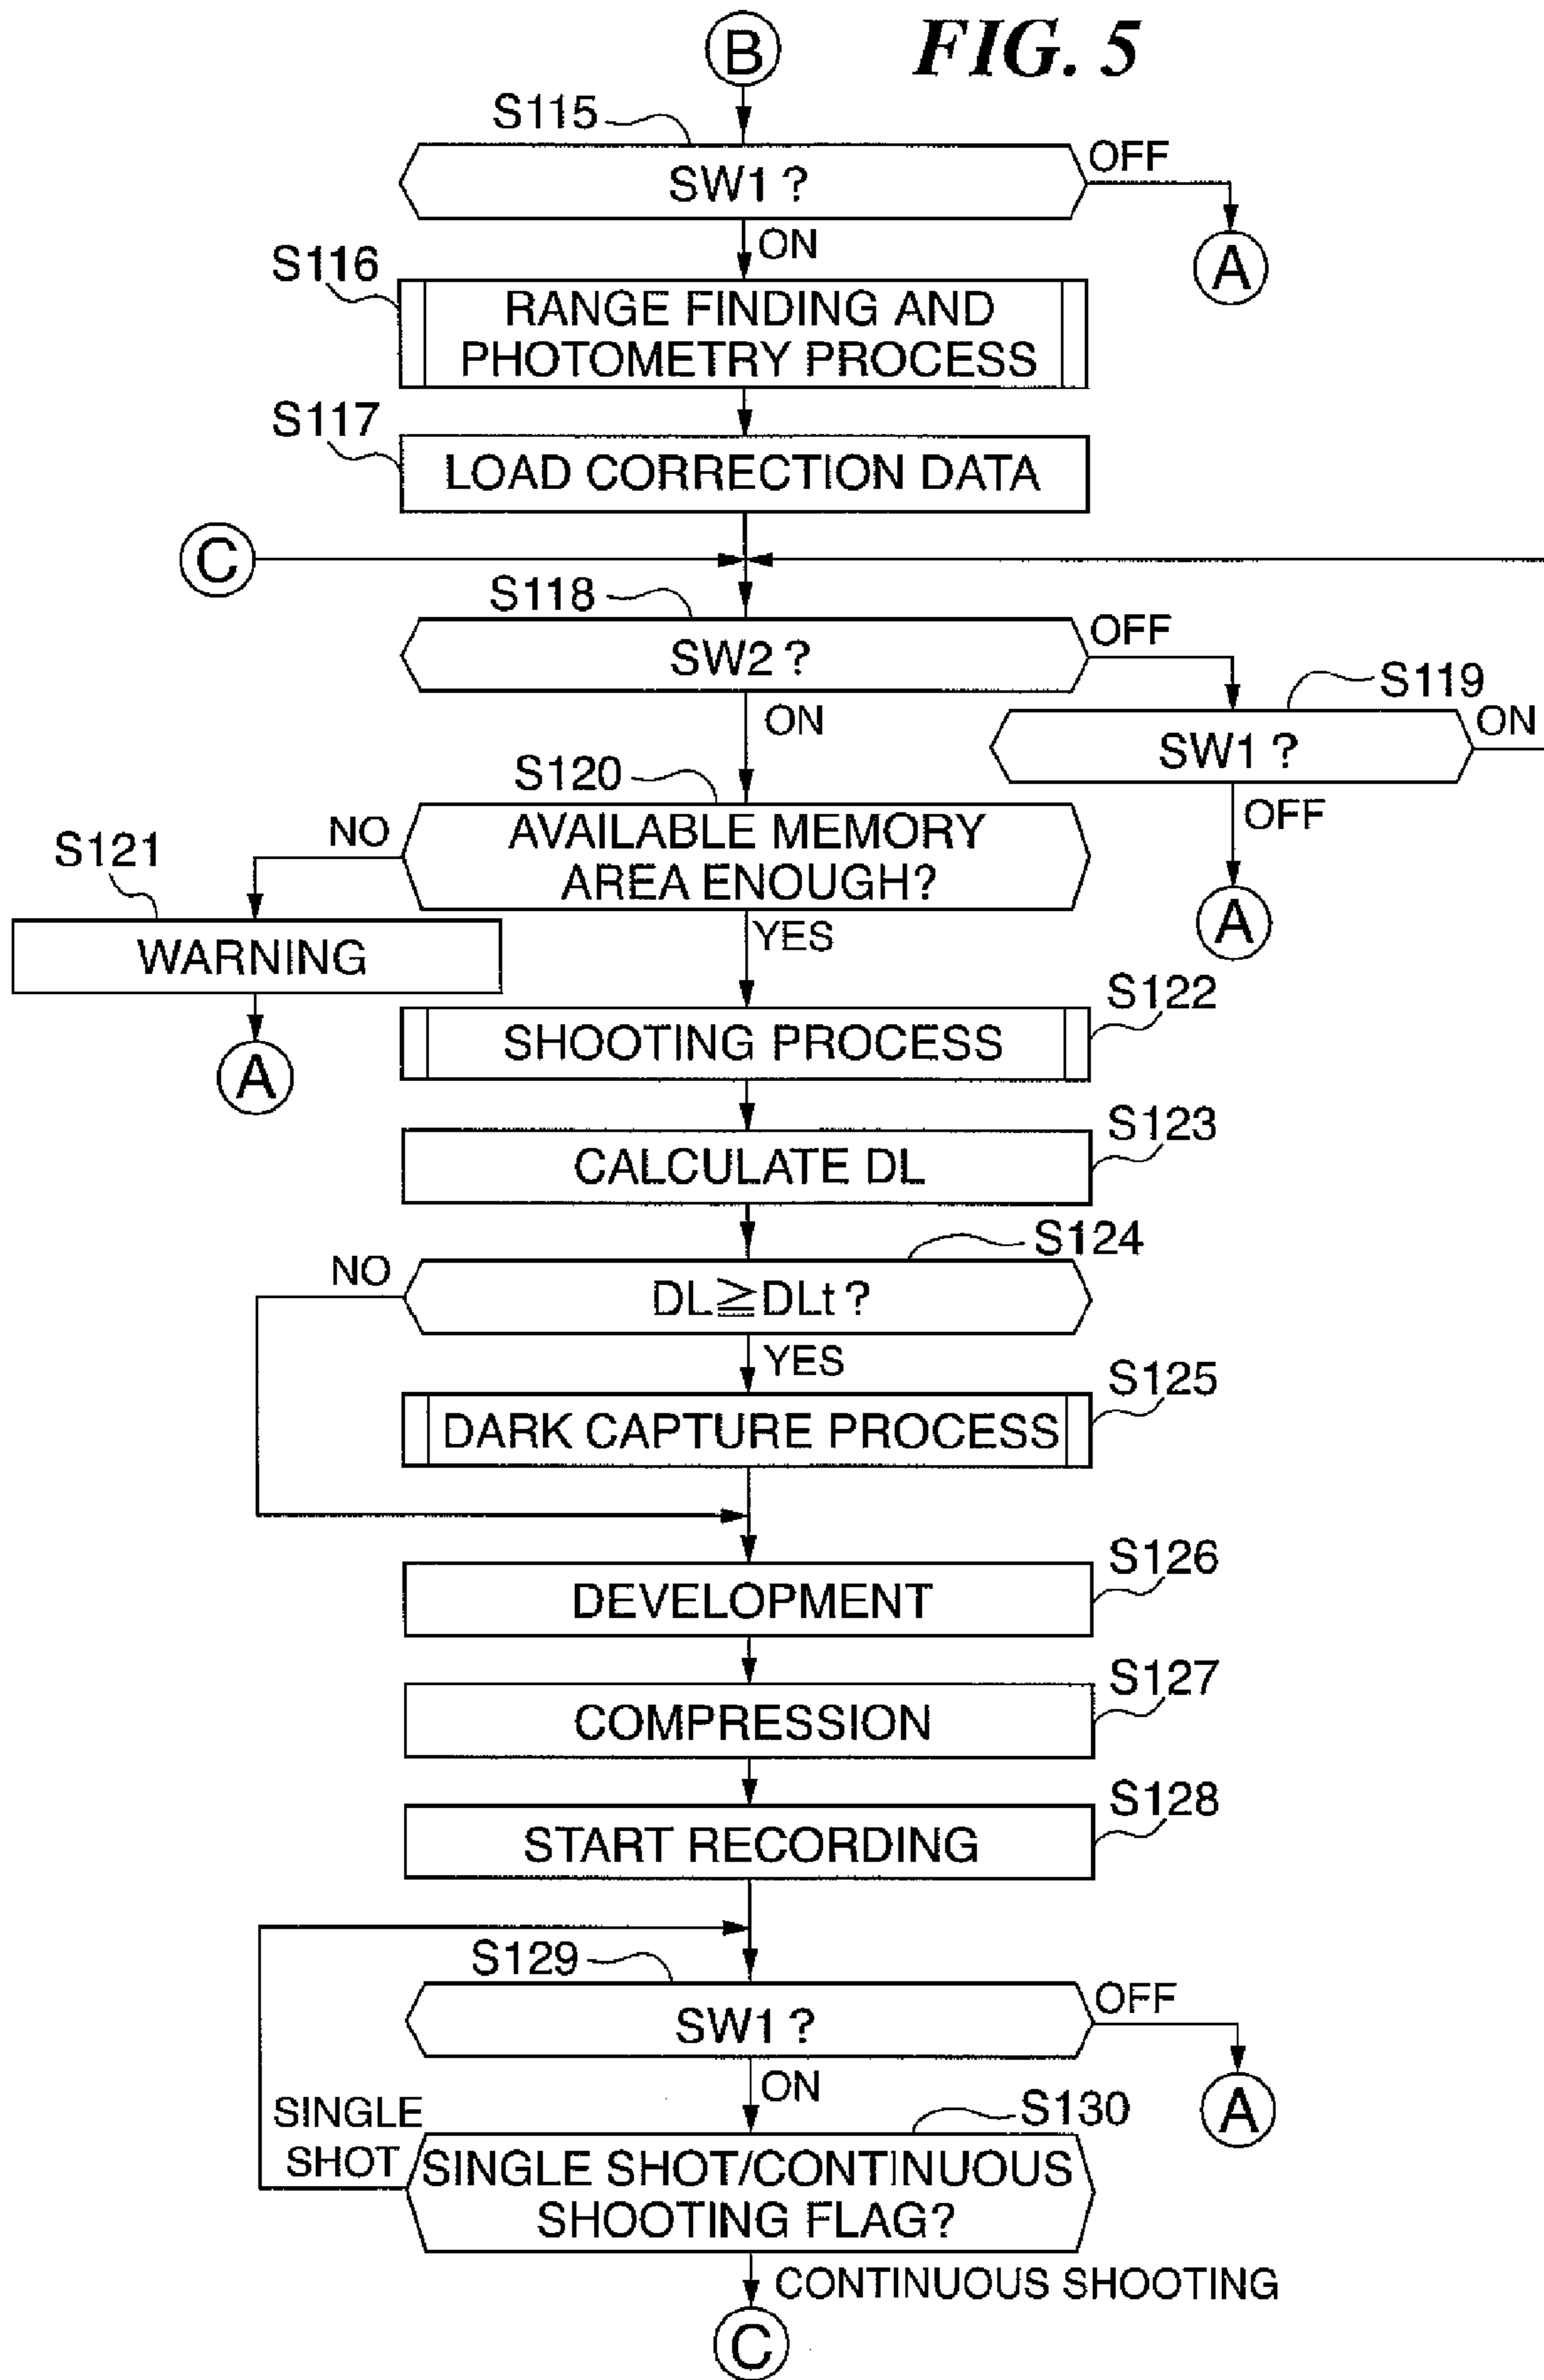 FIG. 5
B
S115
SW1 ?
OFF
A
ON
S116
RANGE FINDING AND
PHOTOMETRY PROCESS
S117
LOAD CORRECTION DATA
C
S118
SW2 ?
OFF
S119
SW1 ?
ON
OFF
A
ON
S120
AVAILABLE MEMORY
AREA ENOUGH?
NO
S121
WARNING
A
YES
SHOOTING PROCESS
S122
CALCULATE DL
S123
S124
DL≧DLt ?
NO
YES
DARK CAPTURE PROCESS
S125
DEVELOPMENT
S126
COMPRESSION
S127
START RECORDING
S128
S129
SW1 ?
OFF
A
ON
S130
SINGLE
SHOT
SINGLE SHOT/CONTINUOUS
SHOOTING FLAG?
CONTINUOUS SHOOTING
C